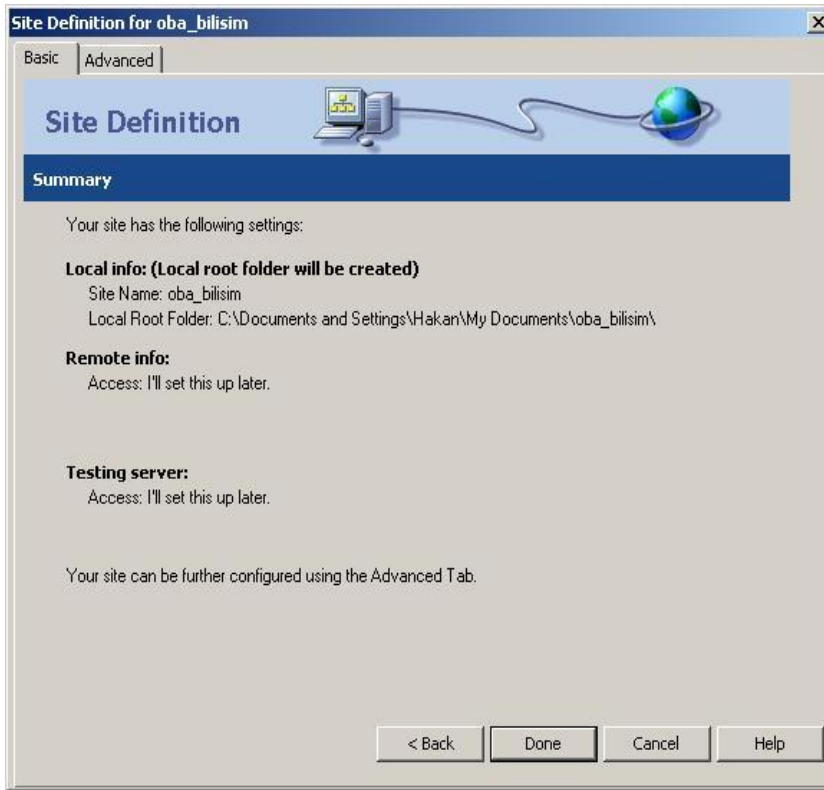 Site Definition for oba_bilisim
Basic Advanced
Site Definition
Summary
Your site has the following settings:
Local info: (Local root folder will be created)
Site Name: oba_bilisim
Local Root Folder: C:\Documents and Settings\Hakan\My Documents\oba_bilisim\
Remote info:
Access: I'll set this up later.
Testing server:
Access: I'll set this up later.
Your site can be further configured using the Advanced Tab.
< Back Done Cancel Help